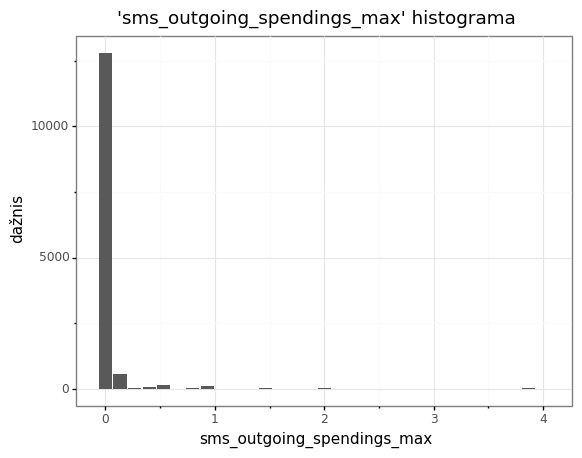 'sms_outgoing_spendings_max' histograma
10000
5000
0
dažnis
0 1 2 3 4
sms_outgoing_spendings_max